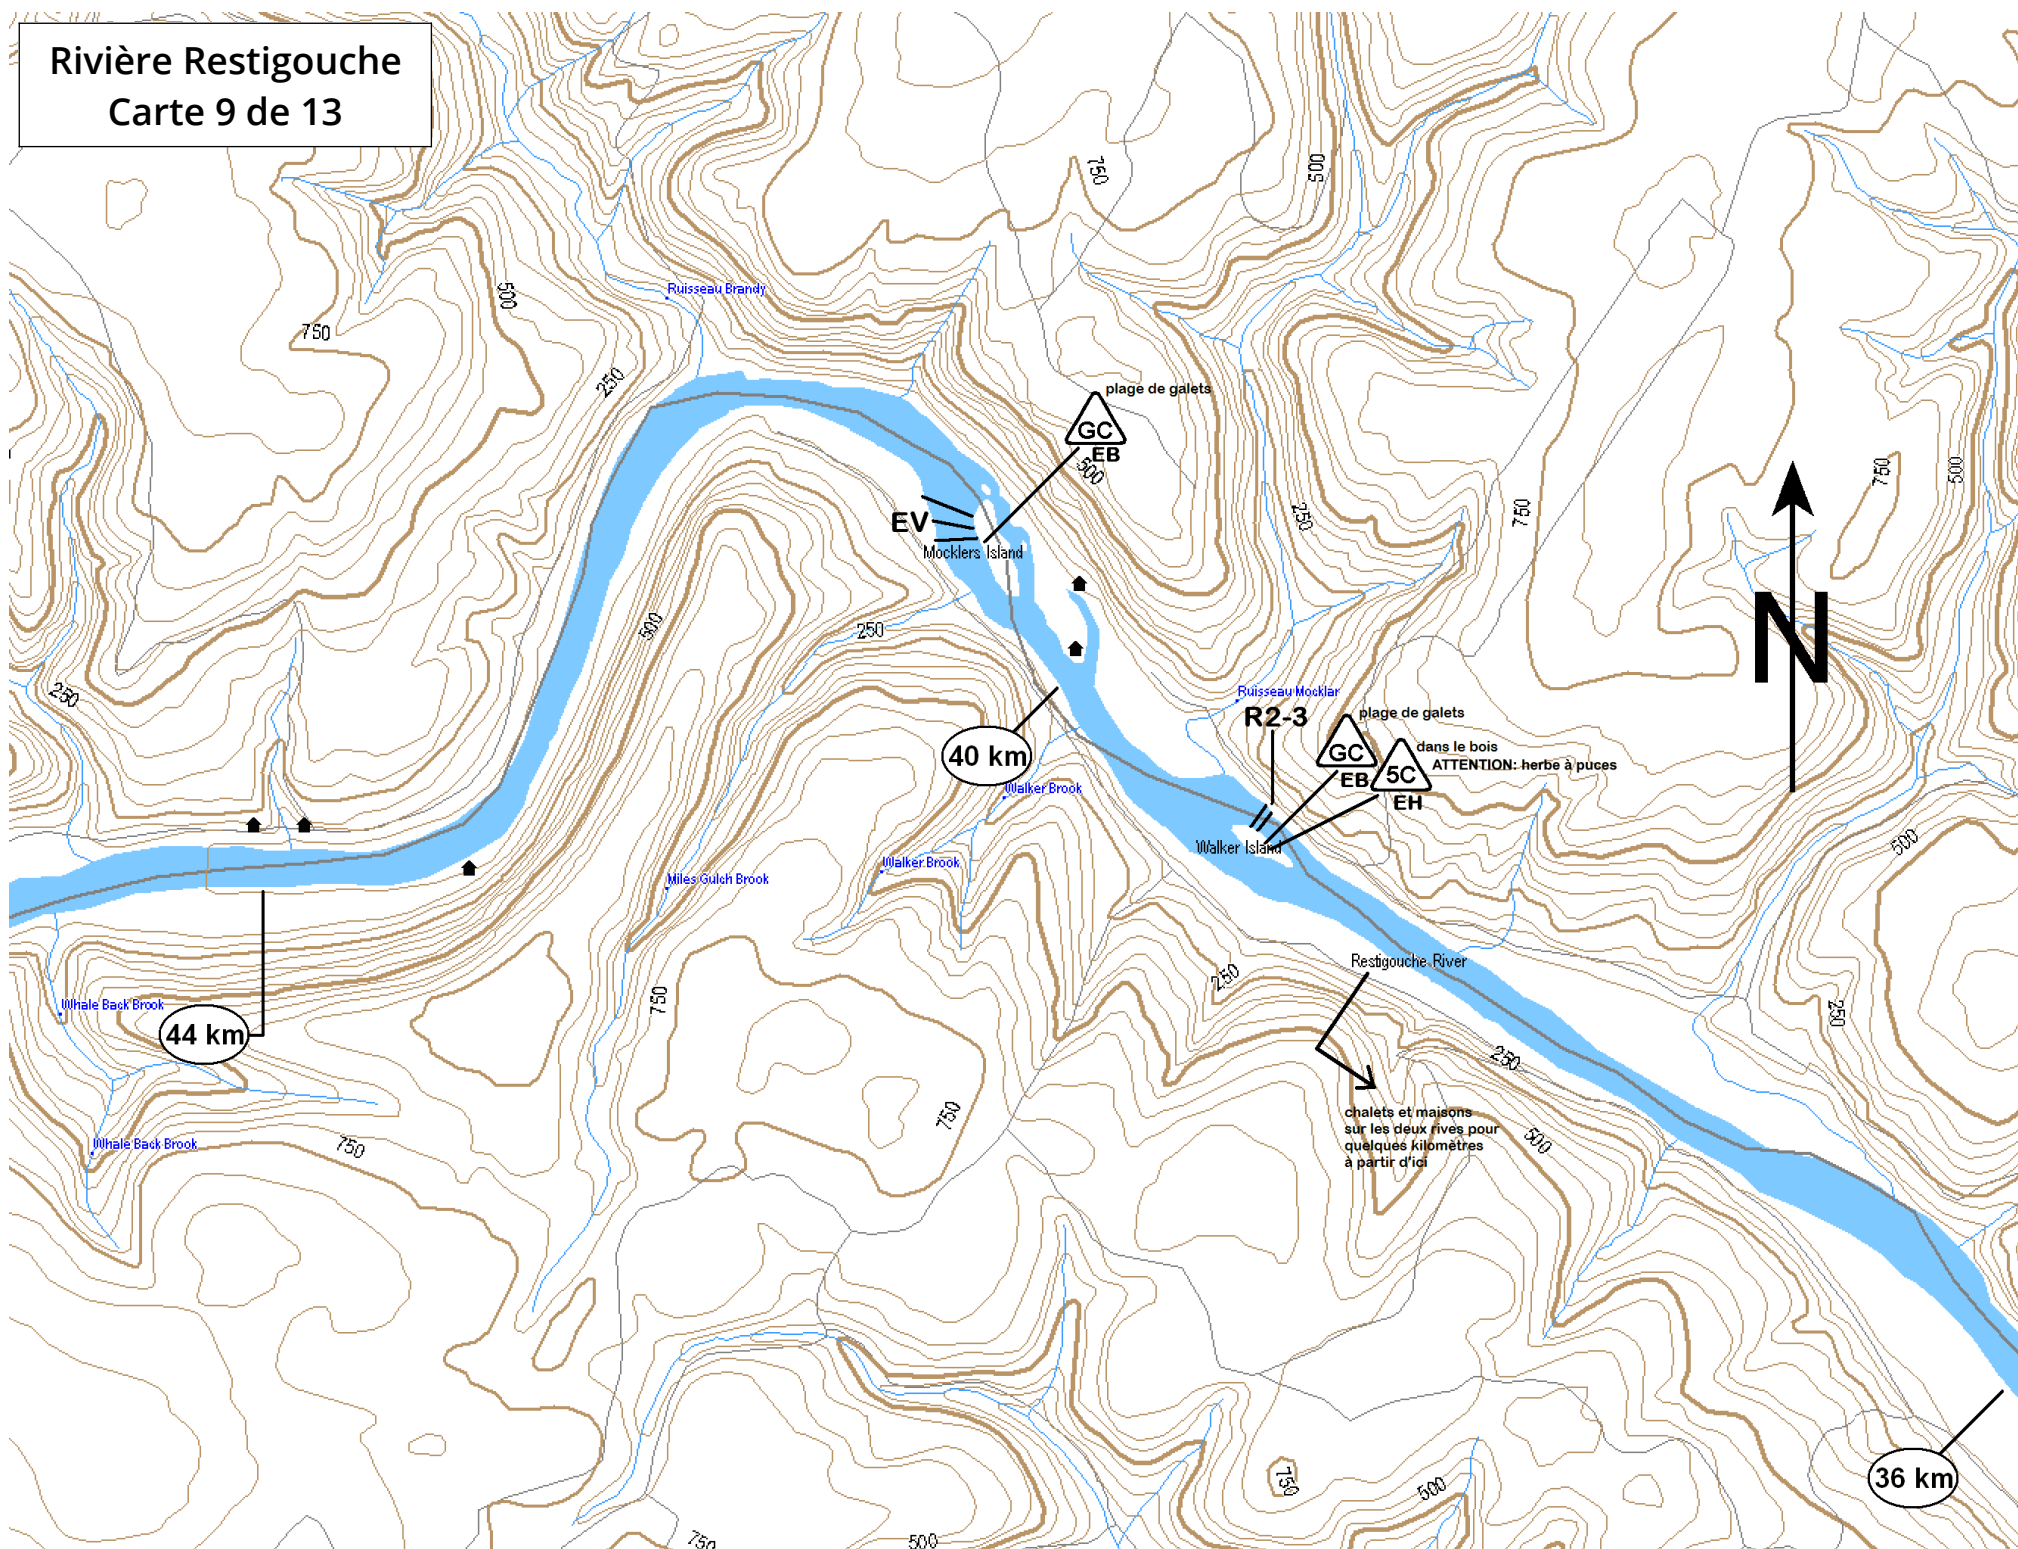 Rivière Restigouche
Carte 9 de 13
750
500
500
Ruisseau Brandy
750
250
plage de galets
GC
EB
500
750
500
250
750
EV
Mocklers Island
500
250
250
Ruisseau Mocklar
R2-3
plage de galets
GC
EB
dans le bois
ATTENTION: herbe à puces
5C
EH
N
40 km
Walker Brook
Walker Island
500
Walker Brook
Miles Gulch Brook
Restigouche River
250
750
250
Whale Back Brook
44 km
250
750
chalets et maisons
sur les deux rives pour
quelques kilomètres
à partir d'ici
500
Whale Back Brook
750
36 km
750
500
750
500